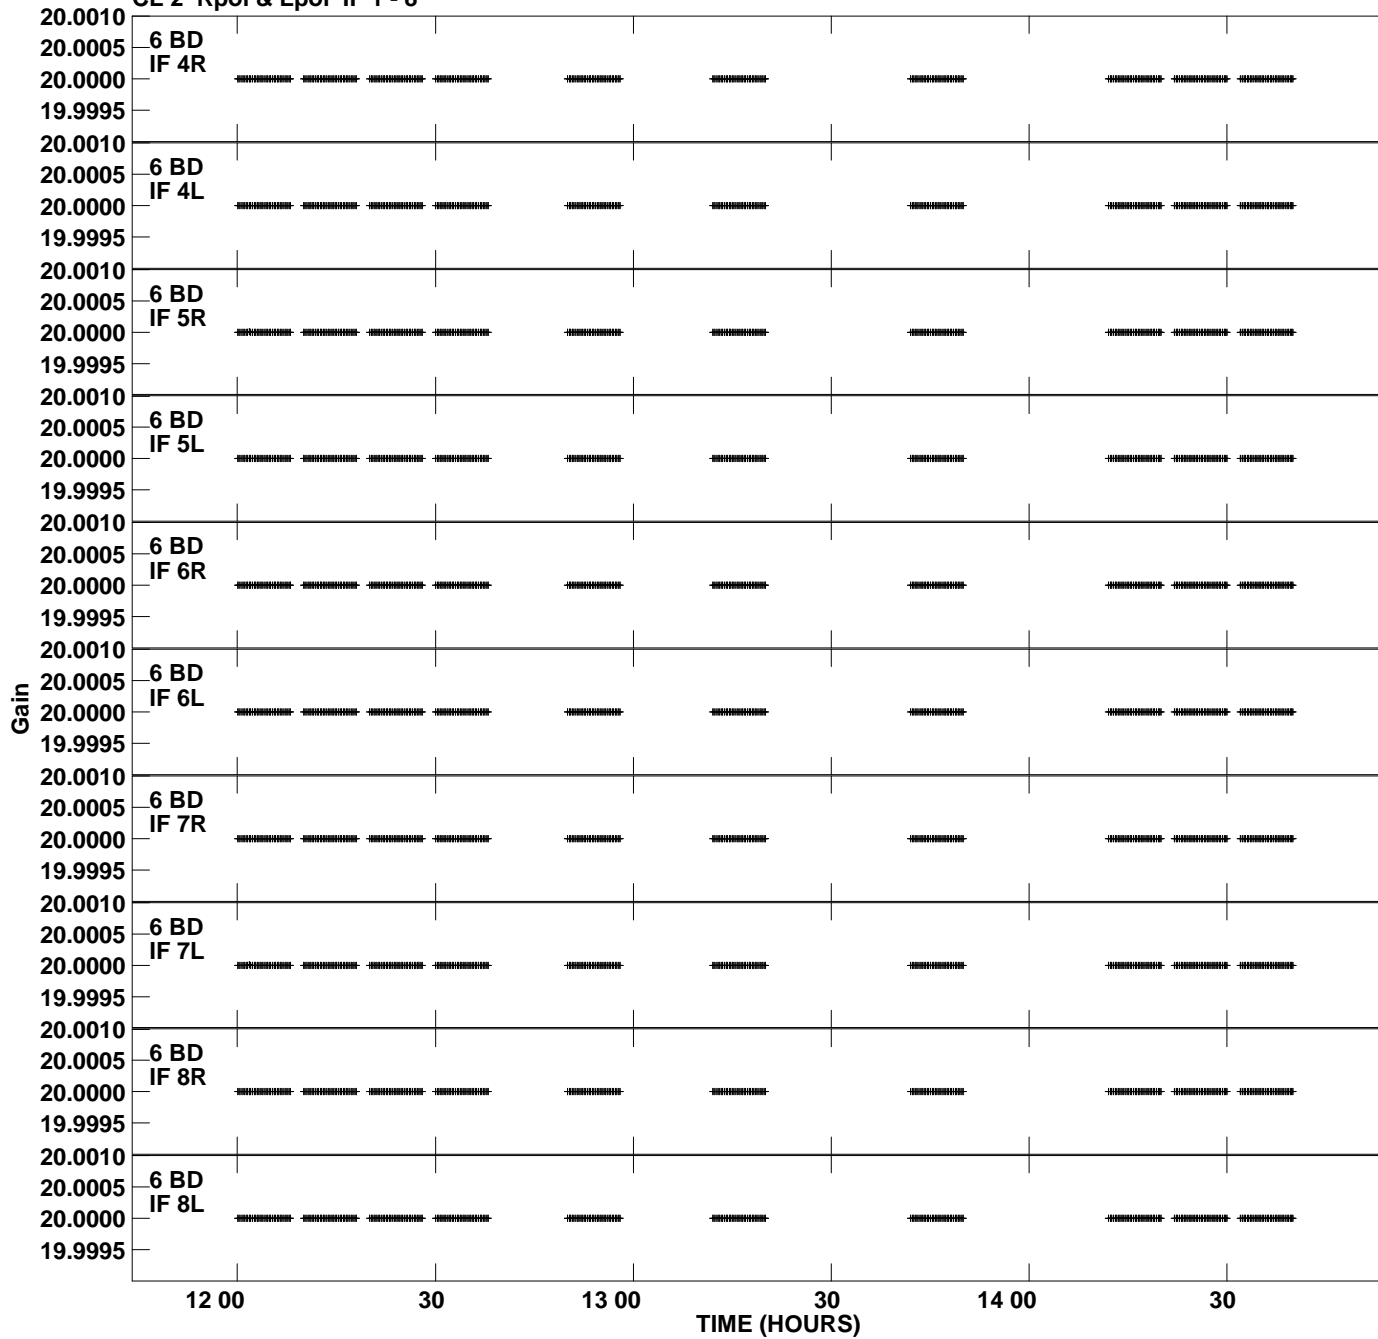 CL 2 Rpol & Lpol IF 1 - 8
20.0010
20.0005
20.0000
19.9995
6 BD
IF 4R
20.0010
20.0005
20.0000
19.9995
6 BD
IF 4L
20.0010
20.0005
20.0000
19.9995
6 BD
IF 5R
20.0010
20.0005
20.0000
19.9995
6 BD
IF 5L
20.0010
20.0005
20.0000
19.9995
6 BD
IF 6R
20.0010
20.0005
20.0000
19.9995
6 BD
IF 6L
20.0010
20.0005
20.0000
19.9995
6 BD
IF 7R
20.0010
20.0005
20.0000
19.9995
6 BD
IF 7L
20.0010
20.0005
20.0000
19.9995
6 BD
IF 8R
20.0010
20.0005
20.0000
19.9995
6 BD
IF 8L
Gain
12 00 30 13 00 30 14 00 30
TIME (HOURS)